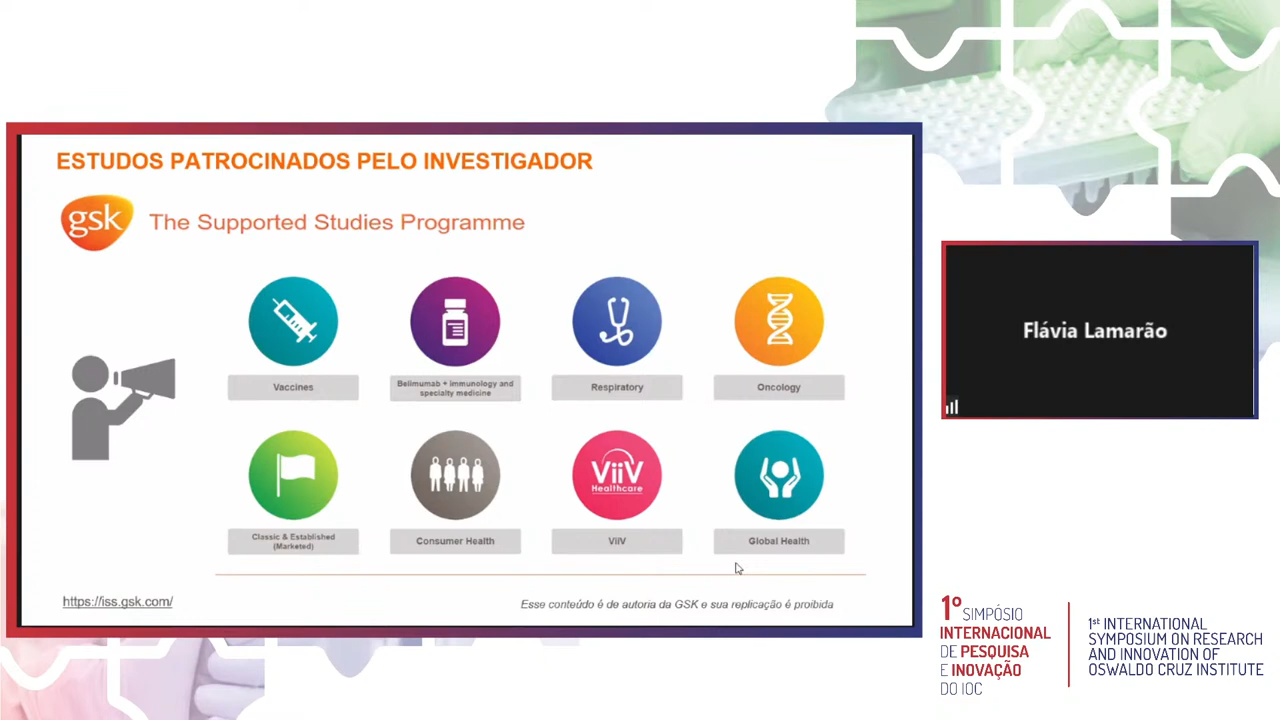 ESTUDOS PATROCINADOS PELO INVESTIGADOR
gsk
The Supported Studies Programme
Vaccines
Belimumab + immunology and
specialty medicine
Respiratory
Oncology
Classic & Established
(Marketed)
Consumer Health
ViiV
Healthcare
ViiV
Global Health
https://iss.gsk.com/
Esse conteúdo é de autoria da GSK e sua replicação é proibida
Flávia Lamarão
1º SIMPÓSIO
INTERNACIONAL
DE PESQUISA
E INOVAÇÃO
DO IOC
1st INTERNATIONAL
SYMPOSIUM ON RESEARCH
AND INNOVATION OF
OSWALDO CRUZ INSTITUTE